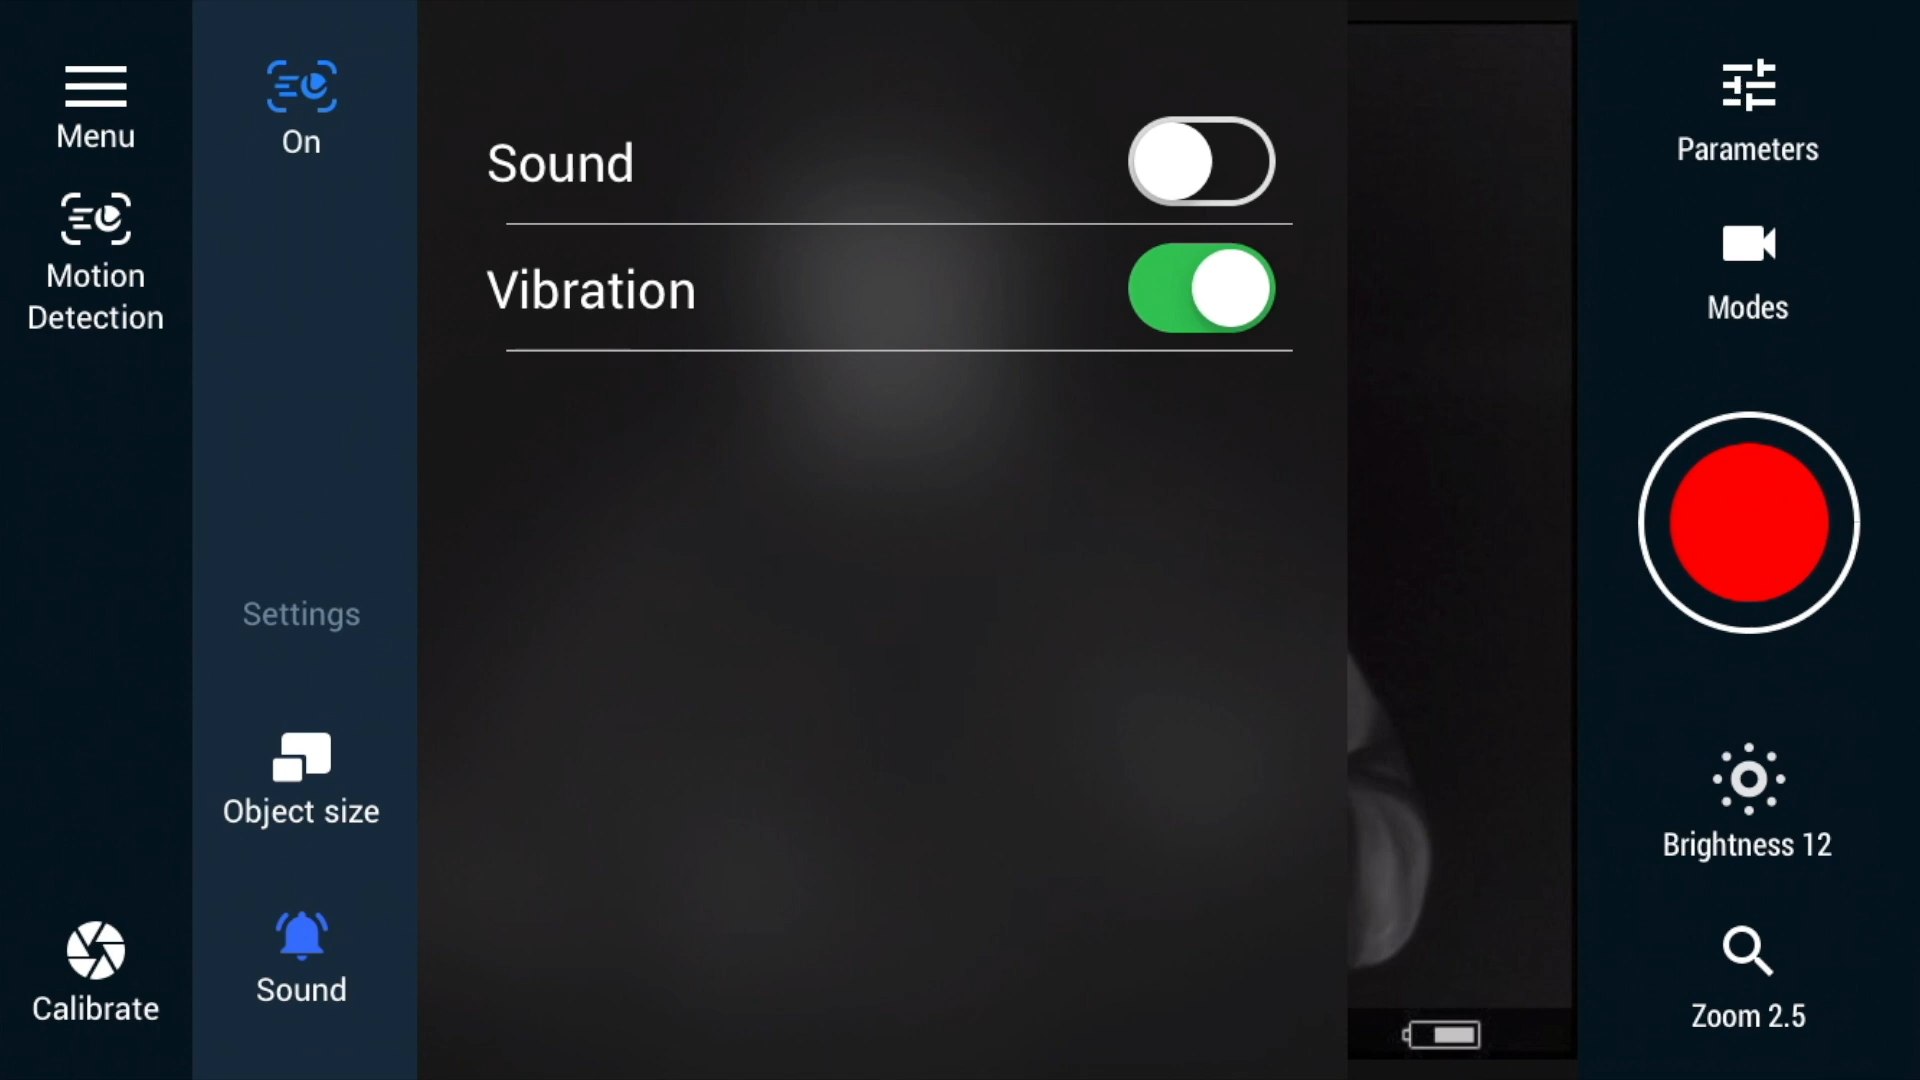 Menu
Motion
Detection
Calibrate
On
Settings
Object size
Sound
Sound
Vibration
Parameters
Modes
Brightness 12
Zoom 2.5